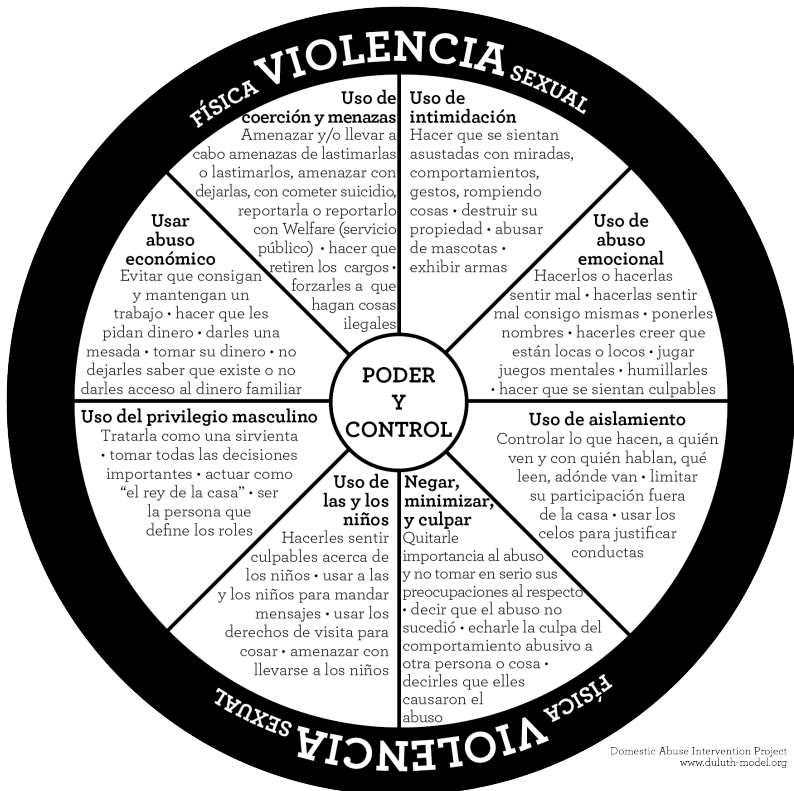 FÍSICA VIOLENCIA SEXUAL
Uso de
coerción y menazas
Amenazar y/o llevar a
cabo amenazas de lastimarlas
o lastimarlos, amenazar con
dejarlas, con cometer suicidio,
reportarla o reportarlo
con Welfare (servicio
público) • hacer que
retiren los cargos •
forzarles a que
hagan cosas
ilegales
Uso de
intimidación
Hacer que se sientan
asustadas con miradas,
comportamientos,
gestos, rompiendo
cosas • destruir su
propiedad • abusar
de mascotas •
exhibir armas
Uso de
abuso
emocional
Hacerlos o hacerlas
sentir mal • hacerlas sentir
mal consigo mismas • ponerles
nombres • hacerles creer que
están locas o locos • jugar
juegos mentales • humillarles
• hacer que se sientan culpables
Uso de aislamiento
Controlar lo que hacen, a quién
ven y con quién hablan, qué
leen, adónde van • limitar
su participación fuera
de la casa • usar los
celos para justificar
conductas
Negar,
minimizar,
y culpar
Quitarle
importancia al abuso
y no tomar en serio sus
preocupaciones al respecto
• decir que el abuso no
sucedió • echarle la culpa del
comportamiento abusivo a
otra persona o cosa •
decirles que elles
causaron el
abuso
Uso de
las y los
niños
Hacerles sentir
culpables acerca de
los niños • usar a las
y los niños para mandar
mensajes • usar los
derechos de visita para
cosar • amenazar con
llevarse a los niños
Uso del privilegio masculino
Tratarla como una sirvienta
• tomar todas las decisiones
importantes • actuar como
“el rey de la casa” • ser
la persona que
define los roles
Usar
abuso
económico
Evitar que consigan
y mantengan un
trabajo • hacer que les
pidan dinero • darles una
mesada • tomar su dinero • no
dejarles saber que existe o no
darles acceso al dinero familiar
PODER
Y
CONTROL
FÍSICA VIOLENCIA SEXUAL
Domestic Abuse Intervention Project
www.duluth-model.org